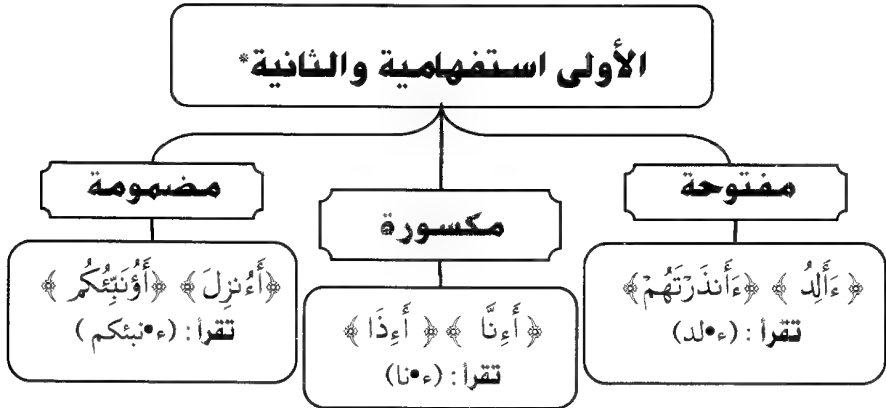 الأولى استفهامية والثانية*
مفتوحة
﴿ءَأَلِدُ﴾ ﴿ءَأَنذَرْتَهُمْ﴾
تقرأ : (ء•لد)
مكسورة
﴿أَءِنَّا﴾ ﴿أَءِذَا﴾
تقرأ : (ء•نا)
مضمومة
﴿أَءُنزِلَ﴾ ﴿أَؤُنَبِّئُكُم﴾
تقرأ : (ء•نبئكم)